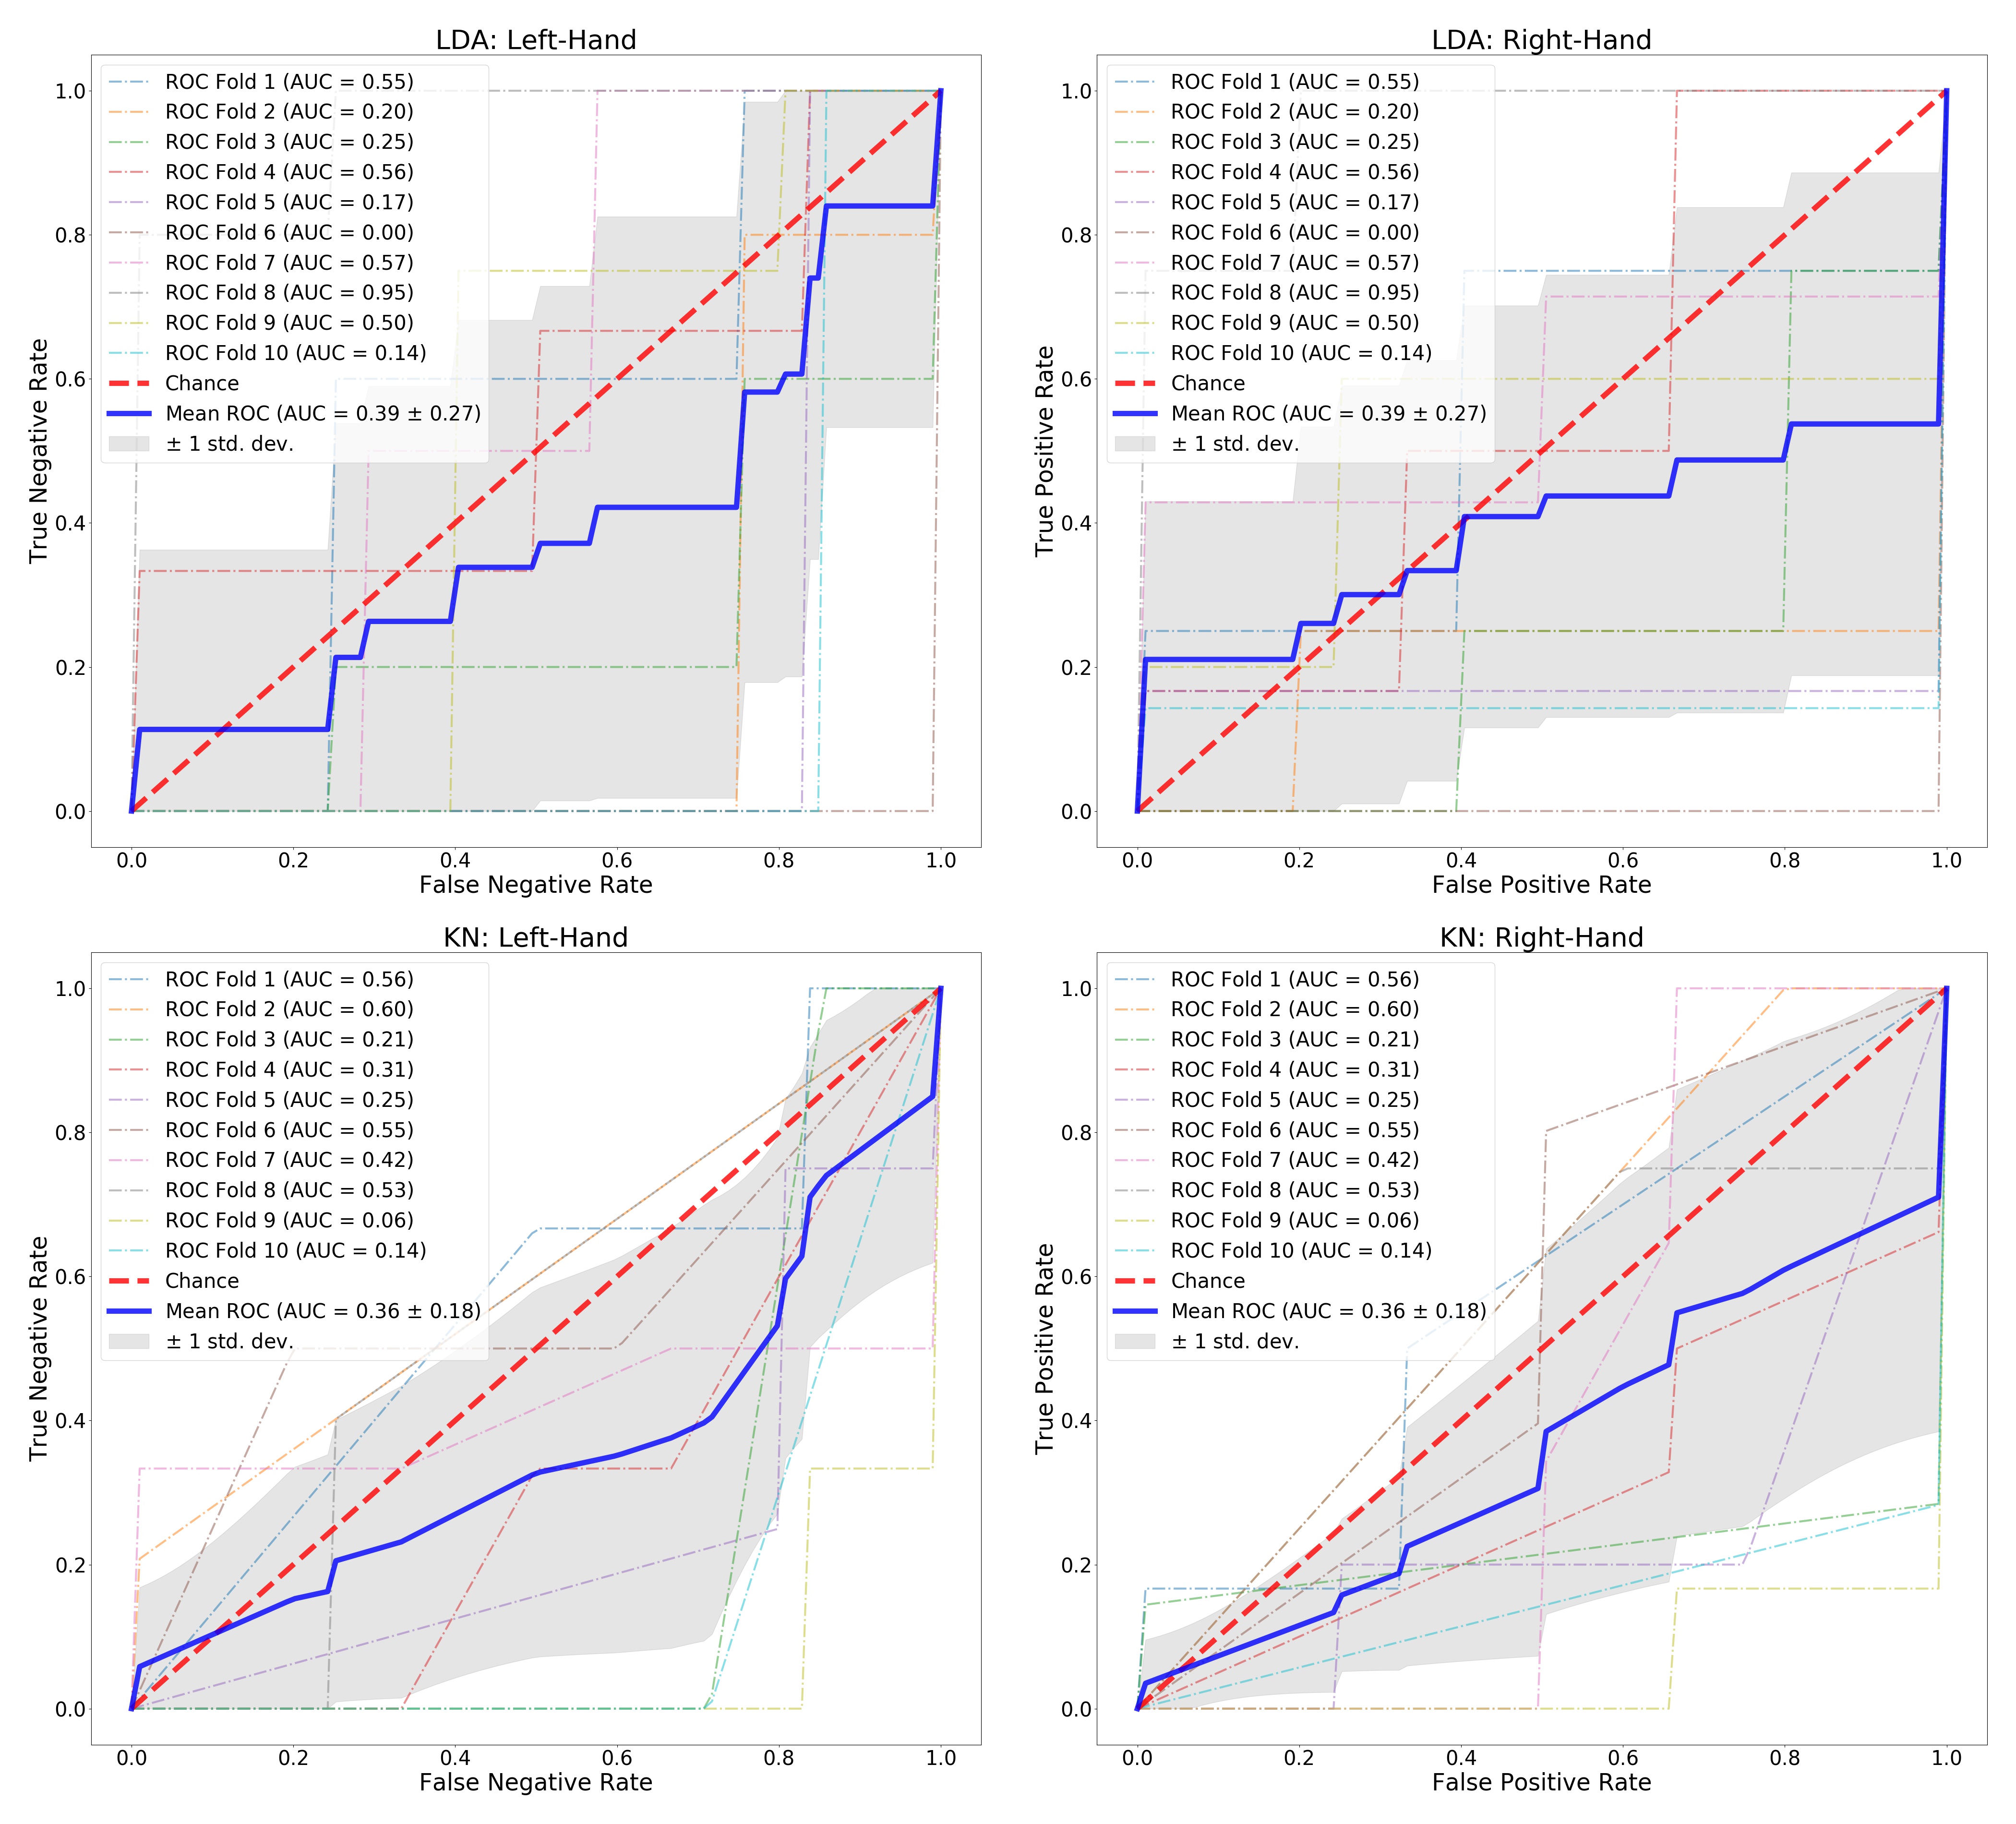 LDA: Left-Hand
ROC Fold 1 (AUC = 0.55)
ROC Fold 2 (AUC = 0.20)
ROC Fold 3 (AUC = 0.25)
ROC Fold 4 (AUC = 0.56)
ROC Fold 5 (AUC = 0.17)
ROC Fold 6 (AUC = 0.00)
ROC Fold 7 (AUC = 0.57)
ROC Fold 8 (AUC = 0.95)
ROC Fold 9 (AUC = 0.50)
ROC Fold 10 (AUC = 0.14)
Chance
Mean ROC (AUC = 0.39 ± 0.27)
± 1 std. dev.
True Negative Rate
1.0
0.8
0.6
0.4
0.2
0.0
0.0 0.2 0.4 0.6 0.8 1.0
False Negative Rate
LDA: Right-Hand
ROC Fold 1 (AUC = 0.55)
ROC Fold 2 (AUC = 0.20)
ROC Fold 3 (AUC = 0.25)
ROC Fold 4 (AUC = 0.56)
ROC Fold 5 (AUC = 0.17)
ROC Fold 6 (AUC = 0.00)
ROC Fold 7 (AUC = 0.57)
ROC Fold 8 (AUC = 0.95)
ROC Fold 9 (AUC = 0.50)
ROC Fold 10 (AUC = 0.14)
Chance
Mean ROC (AUC = 0.39 ± 0.27)
± 1 std. dev.
True Positive Rate
1.0
0.8
0.6
0.4
0.2
0.0
0.0 0.2 0.4 0.6 0.8 1.0
False Positive Rate
KN: Left-Hand
ROC Fold 1 (AUC = 0.56)
ROC Fold 2 (AUC = 0.60)
ROC Fold 3 (AUC = 0.21)
ROC Fold 4 (AUC = 0.31)
ROC Fold 5 (AUC = 0.25)
ROC Fold 6 (AUC = 0.55)
ROC Fold 7 (AUC = 0.42)
ROC Fold 8 (AUC = 0.53)
ROC Fold 9 (AUC = 0.06)
ROC Fold 10 (AUC = 0.14)
Chance
Mean ROC (AUC = 0.36 ± 0.18)
± 1 std. dev.
True Negative Rate
1.0
0.8
0.6
0.4
0.2
0.0
0.0 0.2 0.4 0.6 0.8 1.0
False Negative Rate
KN: Right-Hand
ROC Fold 1 (AUC = 0.56)
ROC Fold 2 (AUC = 0.60)
ROC Fold 3 (AUC = 0.21)
ROC Fold 4 (AUC = 0.31)
ROC Fold 5 (AUC = 0.25)
ROC Fold 6 (AUC = 0.55)
ROC Fold 7 (AUC = 0.42)
ROC Fold 8 (AUC = 0.53)
ROC Fold 9 (AUC = 0.06)
ROC Fold 10 (AUC = 0.14)
Chance
Mean ROC (AUC = 0.36 ± 0.18)
± 1 std. dev.
True Positive Rate
1.0
0.8
0.6
0.4
0.2
0.0
0.0 0.2 0.4 0.6 0.8 1.0
False Positive Rate